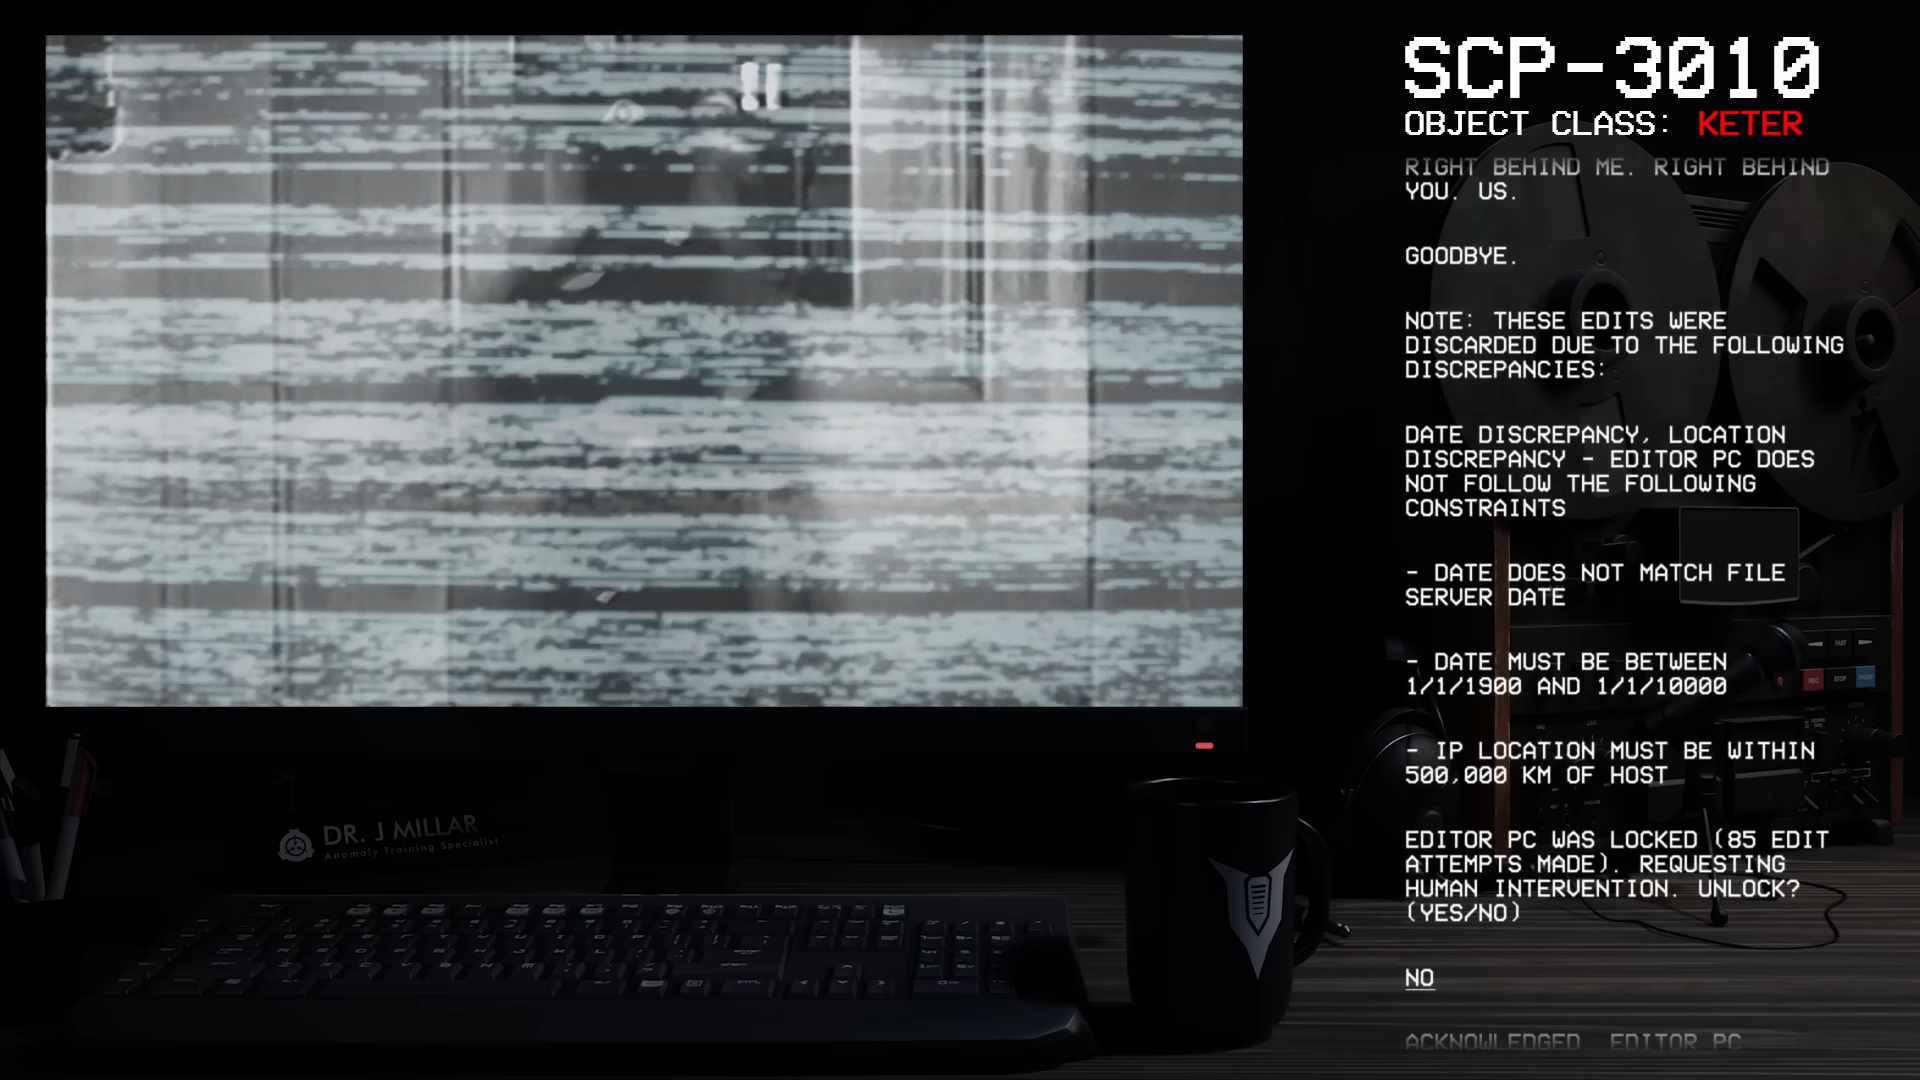 SCP-3010
OBJECT CLASS: KETER
RIGHT BEHIND ME. RIGHT BEHIND
YOU. US.
GOODBYE.
NOTE: THESE EDITS WERE
DISCARDED DUE TO THE FOLLOWING
DISCREPANCIES:
DATE DISCREPANCY, LOCATION
DISCREPANCY - EDITOR PC DOES
NOT FOLLOW THE FOLLOWING
CONSTRAINTS
- DATE DOES NOT MATCH FILE
SERVER DATE
- DATE MUST BE BETWEEN
1/1/1900 AND 1/1/10000
- IP LOCATION MUST BE WITHIN
500,000 KM OF HOST
EDITOR PC WAS LOCKED (85 EDIT
ATTEMPTS MADE). REQUESTING
HUMAN INTERVENTION. UNLOCK?
(YES/NO)
NO
ACKNOWLEDGED EDITOR PC
DR. J MILLAR
Anomaly Training Specialist
FAST
REC
STOP